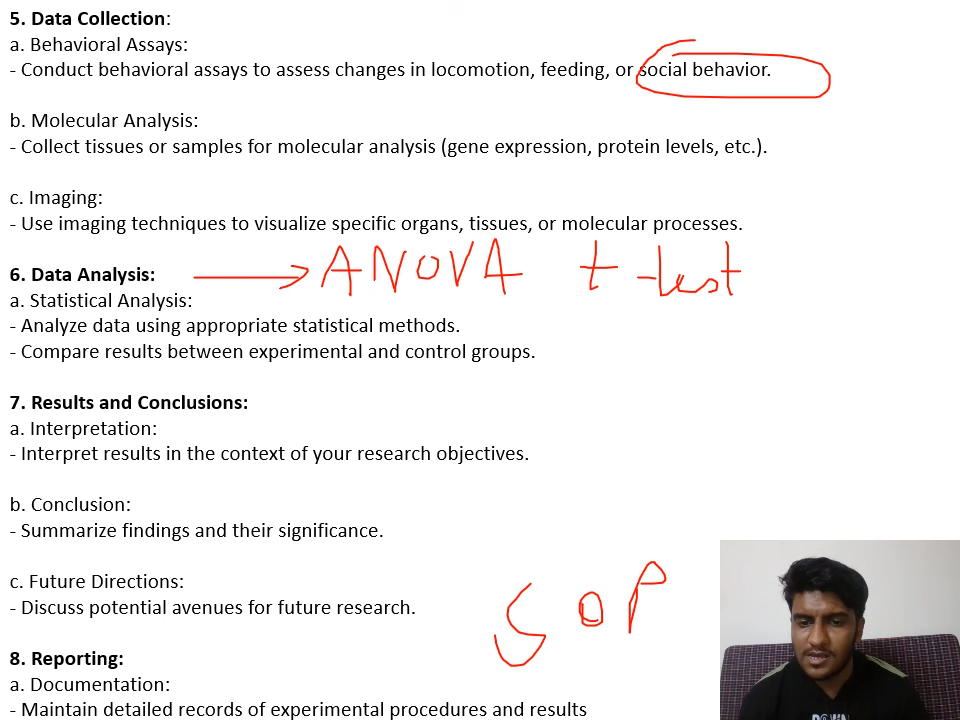 5. Data Collection:
a. Behavioral Assays:
- Conduct behavioral assays to assess changes in locomotion, feeding, or social behavior.
b. Molecular Analysis:
- Collect tissues or samples for molecular analysis (gene expression, protein levels, etc.).
c. Imaging:
- Use imaging techniques to visualize specific organs, tissues, or molecular processes.
6. Data Analysis: ANOVA t-test
a. Statistical Analysis:
- Analyze data using appropriate statistical methods.
- Compare results between experimental and control groups.
7. Results and Conclusions:
a. Interpretation:
- Interpret results in the context of your research objectives.
b. Conclusion:
- Summarize findings and their significance.
c. Future Directions:
- Discuss potential avenues for future research.
SOP
8. Reporting:
a. Documentation:
- Maintain detailed records of experimental procedures and results